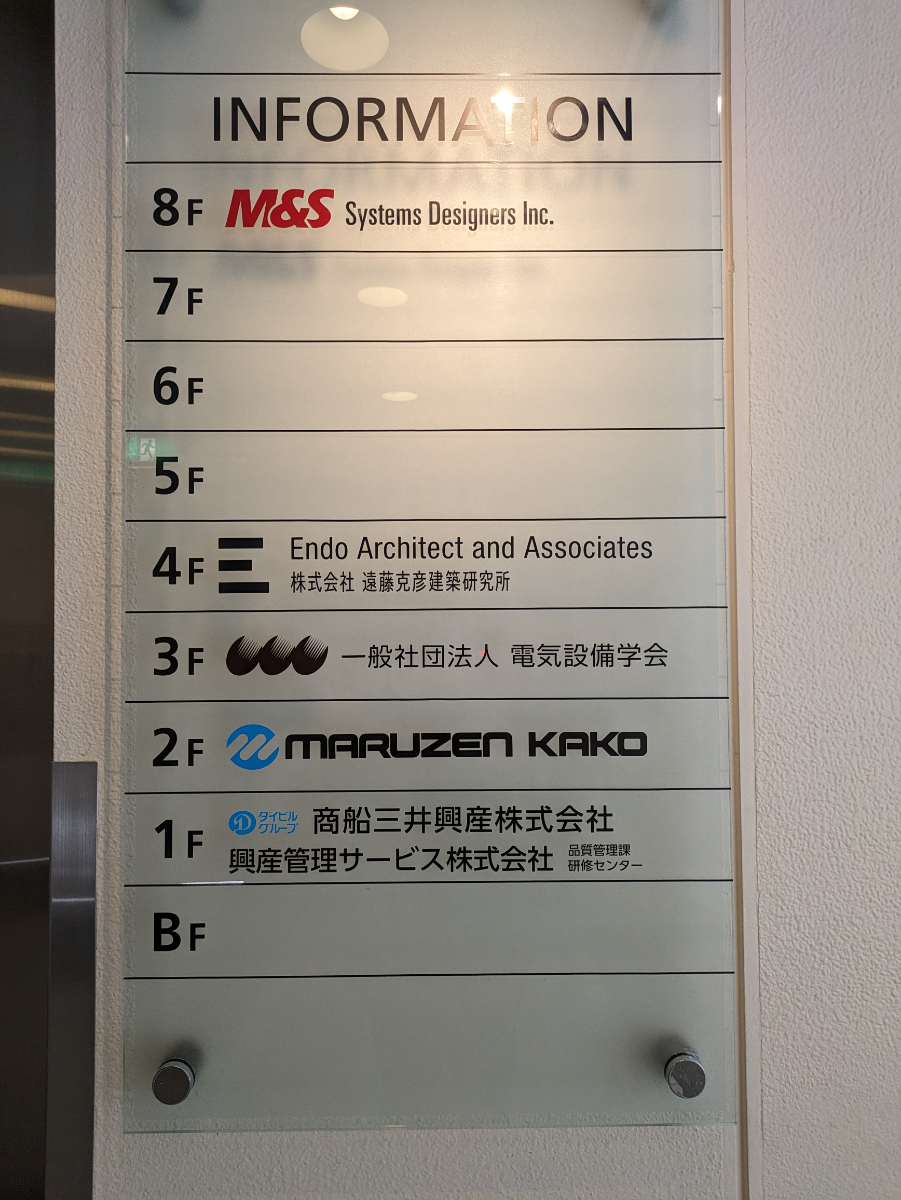 INFORMATION
8F M&S Systems Designers Inc.
7F
6F
5F
4F Endo Architect and Associates
株式会社 遠藤克彦建築研究所
3F 一般社団法人 電気設備学会
2F MARUZEN KAKO
1F ダイビルグループ 商船三井興産株式会社
興産管理サービス株式会社 品質管理課 研修センター
BF